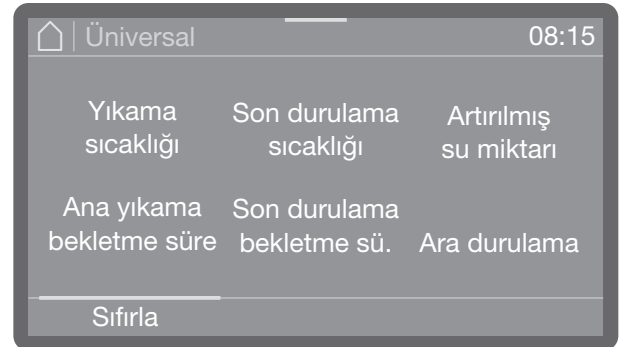 Üniversal 08:15
Yıkama sıcaklığı
Son durulama sıcaklığı
Artırılmış su miktarı
Ana yıkama bekletme süre
Son durulama bekletme sü.
Ara durulama
Sıfırla